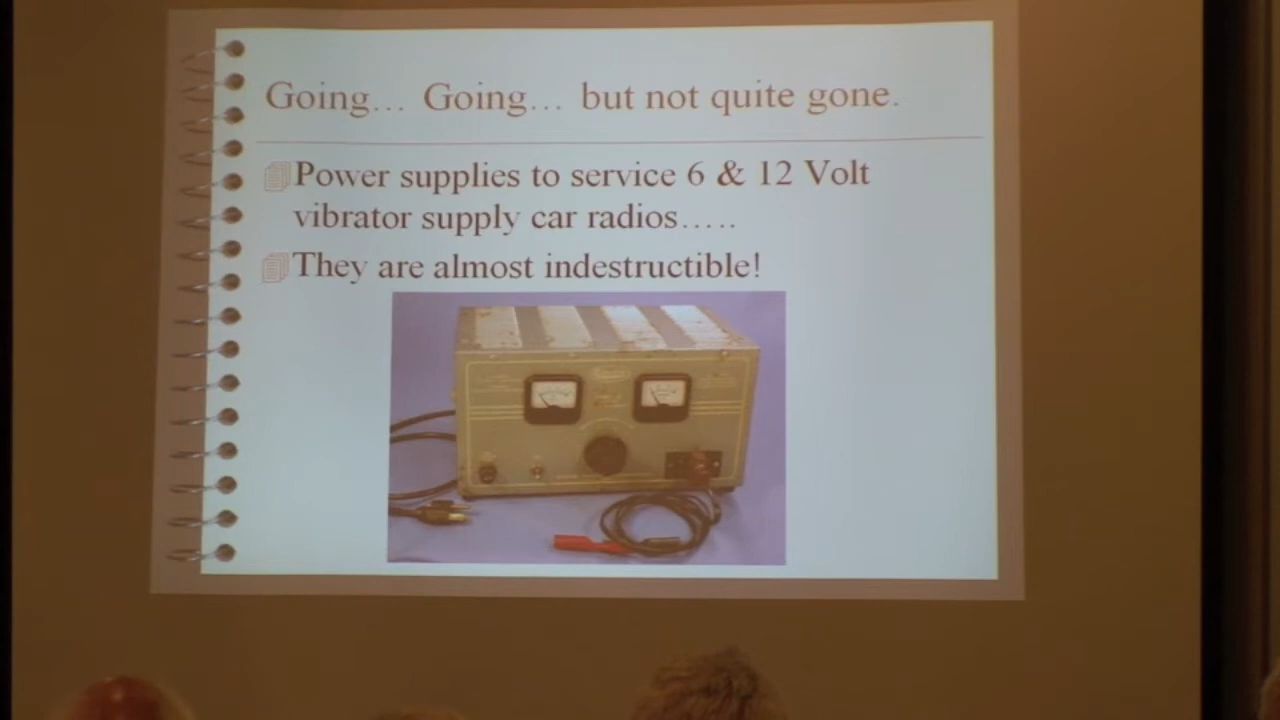 Going... Going... but not quite gone.
Power supplies to service 6 & 12 Volt
vibrator supply car radios.....
They are almost indestructible!